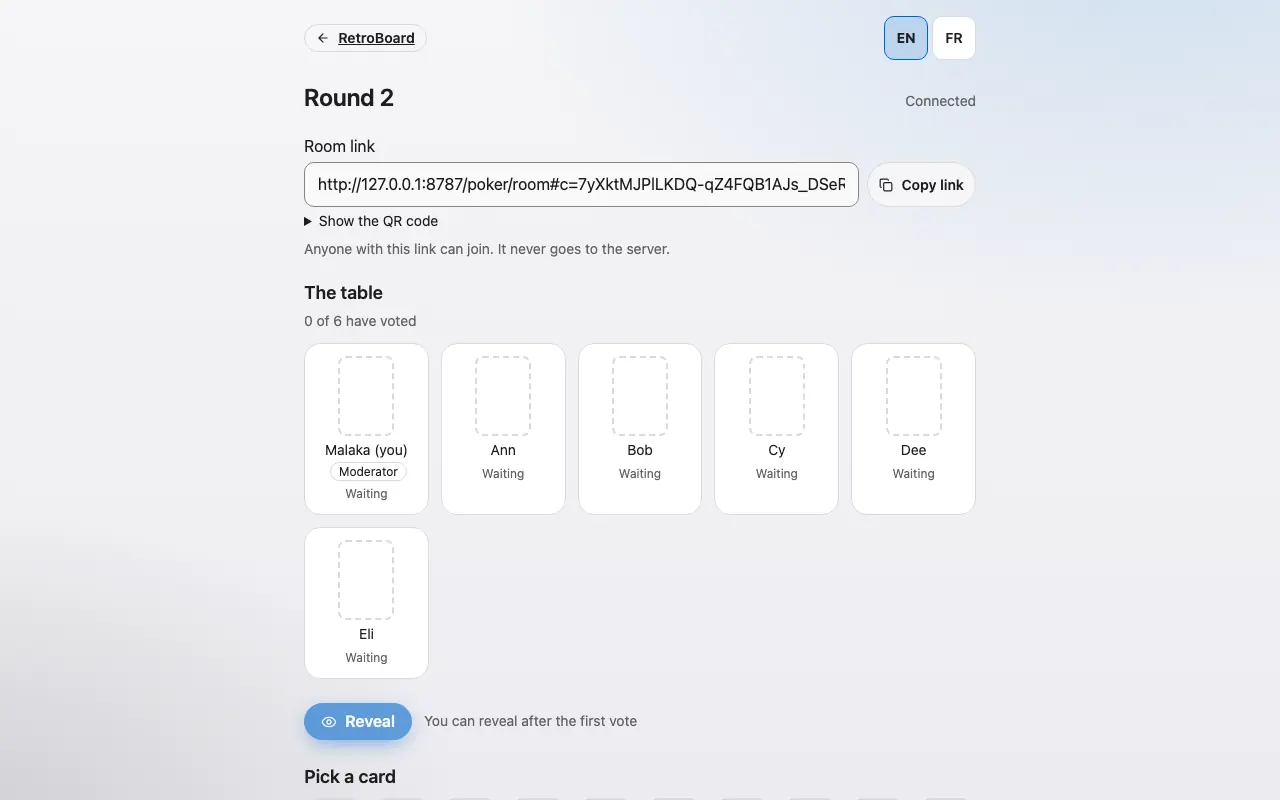 RetroBoard
EN
FR
Round 2
Connected
Room link
http://127.0.0.1:8787/poker/room#c=7yXktMJPlLKDQ-qZ4FQB1AJs_DSeR
Copy link
Show the QR code
Anyone with this link can join. It never goes to the server.
The table
0 of 6 have voted
Malaka (you)
Moderator
Waiting
Ann
Waiting
Bob
Waiting
Cy
Waiting
Dee
Waiting
Eli
Waiting
Reveal
You can reveal after the first vote
Pick a card